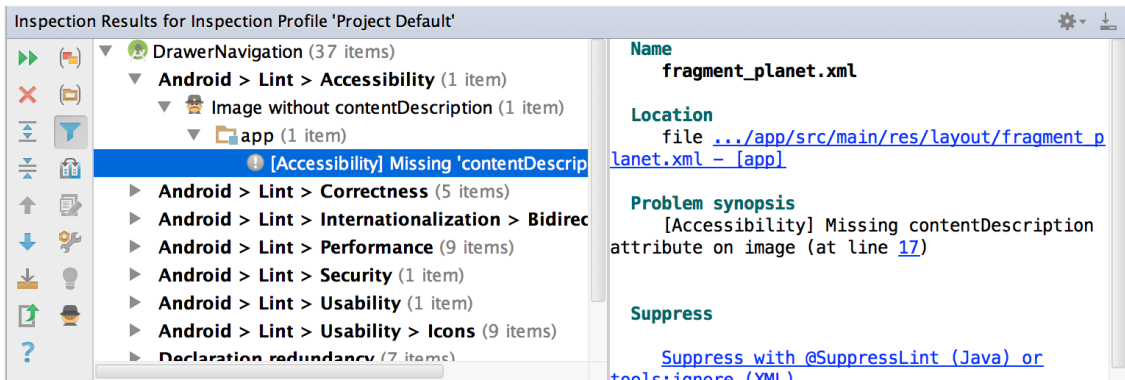 Inspection Results for Inspection Profile 'Project Default'
DrawerNavigation (37 items)
Android > Lint > Accessibility (1 item)
Image without contentDescription (1 item)
app (1 item)
[Accessibility] Missing 'contentDescrip
Android > Lint > Correctness (5 items)
Android > Lint > Internationalization > Bidirec
Android > Lint > Performance (9 items)
Android > Lint > Security (1 item)
Android > Lint > Usability (1 item)
Android > Lint > Usability > Icons (9 items)
Declaration redundancy (7 items)
Name
fragment_planet.xml
Location
file .../app/src/main/res/layout/fragment_p
lanet.xml - [app]
Problem synopsis
[Accessibility] Missing contentDescription
attribute on image (at line 17)
Suppress
Suppress with @SuppressLint (Java) or
tools:ignore (XML)